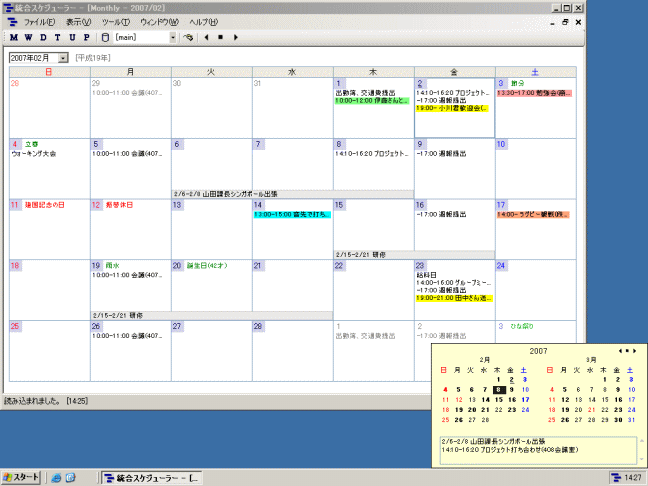 統合スケジューラー - [Monthly - 2007/02]
ファイル(F) 表示(V) ツール(T) ウィンドウ(W) ヘルプ(H)
M W D T U P [main]
2007年02月 [平成19年]
日 月 火 水 木 金 土
28 29 30 31 1 2 3 節分
10:00-11:00 会議(407... 出勤簿、交通費提出 14:10-16:20 プロジェクト... 13:30-17:00 勉強会(
10:00-12:00 伊藤さんと... -17:00 週報提出
19:00- 小川君歓迎会(...
4 立春 5 6 7 8 9 10
ウォーキング大会 10:00-11:00 会議(407... 14:10-16:20 プロジェクト... -17:00 週報提出
2/6-2/8 山田課長シンガポール出張
11 建国記念の日 12 振替休日 13 14 15 16 17
13:00-15:00 -17:00 週報提出 14:00- ラグビー観戦(
2/15-2/21 研修
18 19 雨水 20 誕生日(42才) 21 22 23 24
10:00-11:00 会議(407... 給料日
14:00-16:00 グループミー...
-17:00 週報提出
19:00-21:00 田中さん送...
2/15-2/21 研修
25 26 27 28 1 2 3 ひな祭り
10:00-11:00 会議(407... 出勤簿、交通費提出 -17:00 週報提出
読み込まれました。 [14:25]
2007
2月 3月
日 月 火 水 木 金 土 日 月 火 水 木 金 土
1 2 3 1 2 3
4 5 6 7 8 9 10 4 5 6 7 8 9 10
11 12 13 14 15 16 17 11 12 13 14 15 16 17
18 19 20 21 22 23 24 18 19 20 21 22 23 24
25 26 27 28 25 26 27 28 29 30 31
2/6-2/8 山田課長シンガポール出張
14:10-16:20 プロジェクト打ち合わせ(408会議室)
スタート 統合スケジューラー - [... 14:27